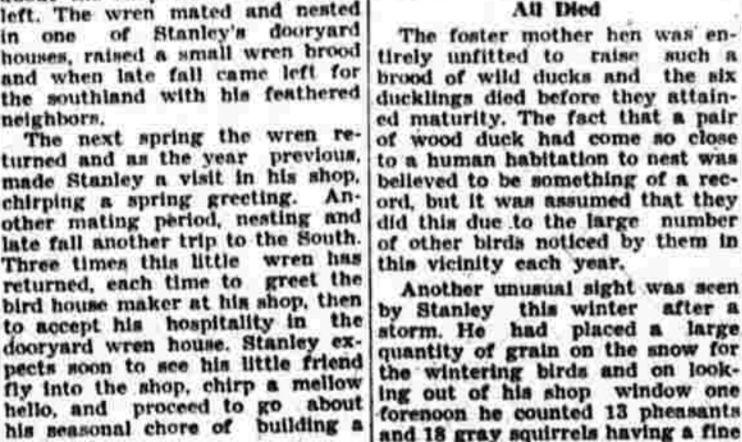 left. The wren mated and nested
in one of Stanley's dooryard
houses, raised a small wren brood
and when late fall came left for
the southland with his feathered
neighbors.
The next spring the wren re-
turned and as the year previous,
made Stanley a visit in his shop,
chirping a spring greeting. An-
other mating period, nesting and
late fall another trip to the South.
Three times this little wren has
returned, each time to greet the
bird house maker at his shop, then
to accept his hospitality in the
dooryard wren house. Stanley ex-
pects soon to see his little friend
fly into the shop, chirp a mellow
hello, and proceed to go about
his seasonal chore of building a
All Died
The foster mother hen was en-
tirely unfitted to raise such a
brood of wild ducks and the six
ducklings died before they attain-
ed maturity. The fact that a pair
of wood duck had come so close
to a human habitation to nest was
believed to be something of a rec-
ord, but it was assumed that they
did this due to the large number
of other birds noticed by them in
this vicinity each year.
Another unusual sight was seen
by Stanley this winter after a
storm. He had placed a large
quantity of grain on the snow for
the wintering birds and on look-
ing out of his shop window one
forenoon he counted 13 pheasants
and 18 gray squirrels having a fine